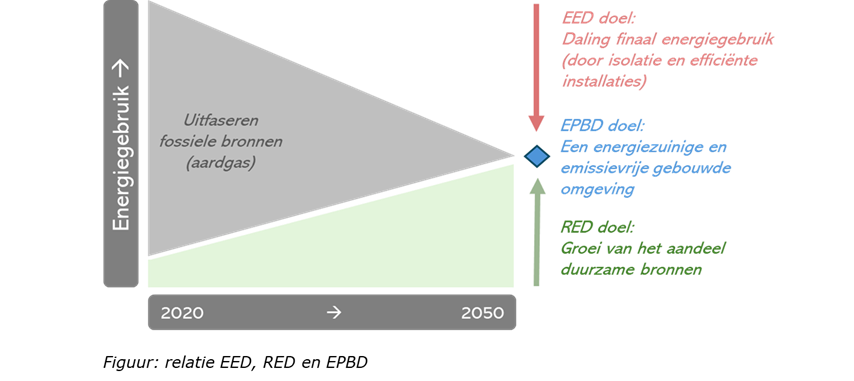 Energiegebruik →
Uitfaseren
fossiele bronnen
(aardgas)
2020 → 2050
EED doel:
Daling finaal energiegebruik
(door isolatie en efficiënte
installaties)
EPBD doel:
Een energiezuinige en
emissievrije gebouwde
omgeving
RED doel:
Groei van het aandeel
duurzame bronnen
Figuur: relatie EED, RED en EPBD